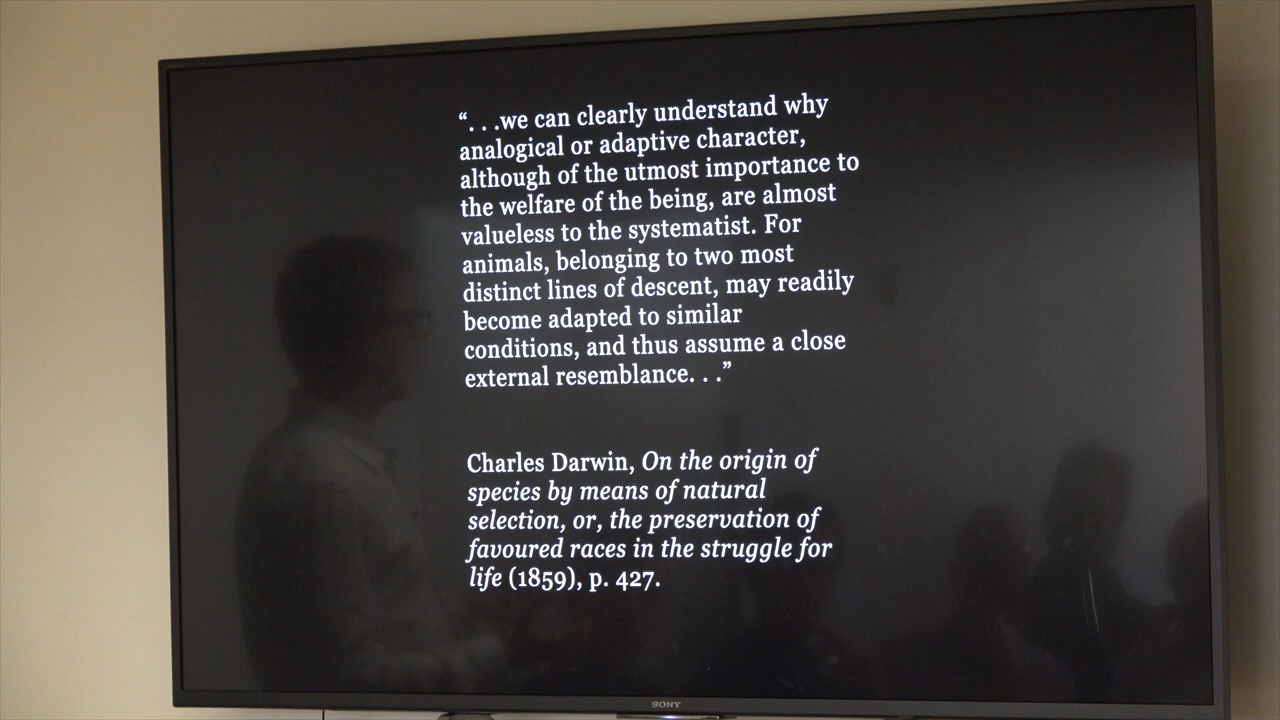 “. . .we can clearly understand why
analogical or adaptive character,
although of the utmost importance to
the welfare of the being, are almost
valueless to the systematist. For
animals, belonging to two most
distinct lines of descent, may readily
become adapted to similar
conditions, and thus assume a close
external resemblance. . .”
Charles Darwin, On the origin of
species by means of natural
selection, or, the preservation of
favoured races in the struggle for
life (1859), p. 427.
SONY